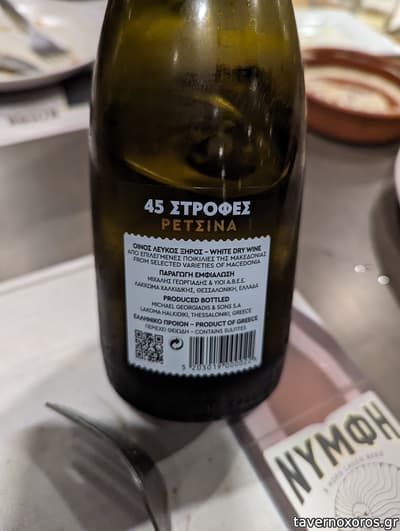 45 ΣΤΡΟΦΕΣ
ΡΕΤΣΙΝΑ
ΟΙΝΟΣ ΛΕΥΚΟΣ ΞΗΡΟΣ – WHITE DRY WINE
ΑΠΟ ΕΠΙΛΕΓΜΕΝΕΣ ΠΟΙΚΙΛΙΕΣ ΤΗΣ ΜΑΚΕΔΟΝΙΑΣ
FROM SELECTED VARIETIES OF MACEDONIA
ΠΑΡΑΓΩΓΗ ΕΜΦΙΑΛΩΣΗ
ΜΙΧΑΛΗΣ ΓΕΩΡΓΙΑΔΗΣ & ΥΙΟΙ Α.Β.Ε.Ε.
ΛΑΚΚΩΜΑ ΧΑΛΚΙΔΙΚΗΣ, ΘΕΣΣΑΛΟΝΙΚΗ, ΕΛΛΑΔΑ
PRODUCED BOTTLED
MICHAEL GEORGIADIS & SONS S.A
LAKOMA HALKIDIKI, THESSALONIKI, GREECE
ΕΛΛΗΝΙΚΟ ΠΡΟΙΟΝ – PRODUCT OF GREECE
ΠΕΡΙΕΧΕΙ ΘΕΙΩΔΗ – CONTAINS SULFITES
ΝΥΜΦΗ
tavernoxoros.gr